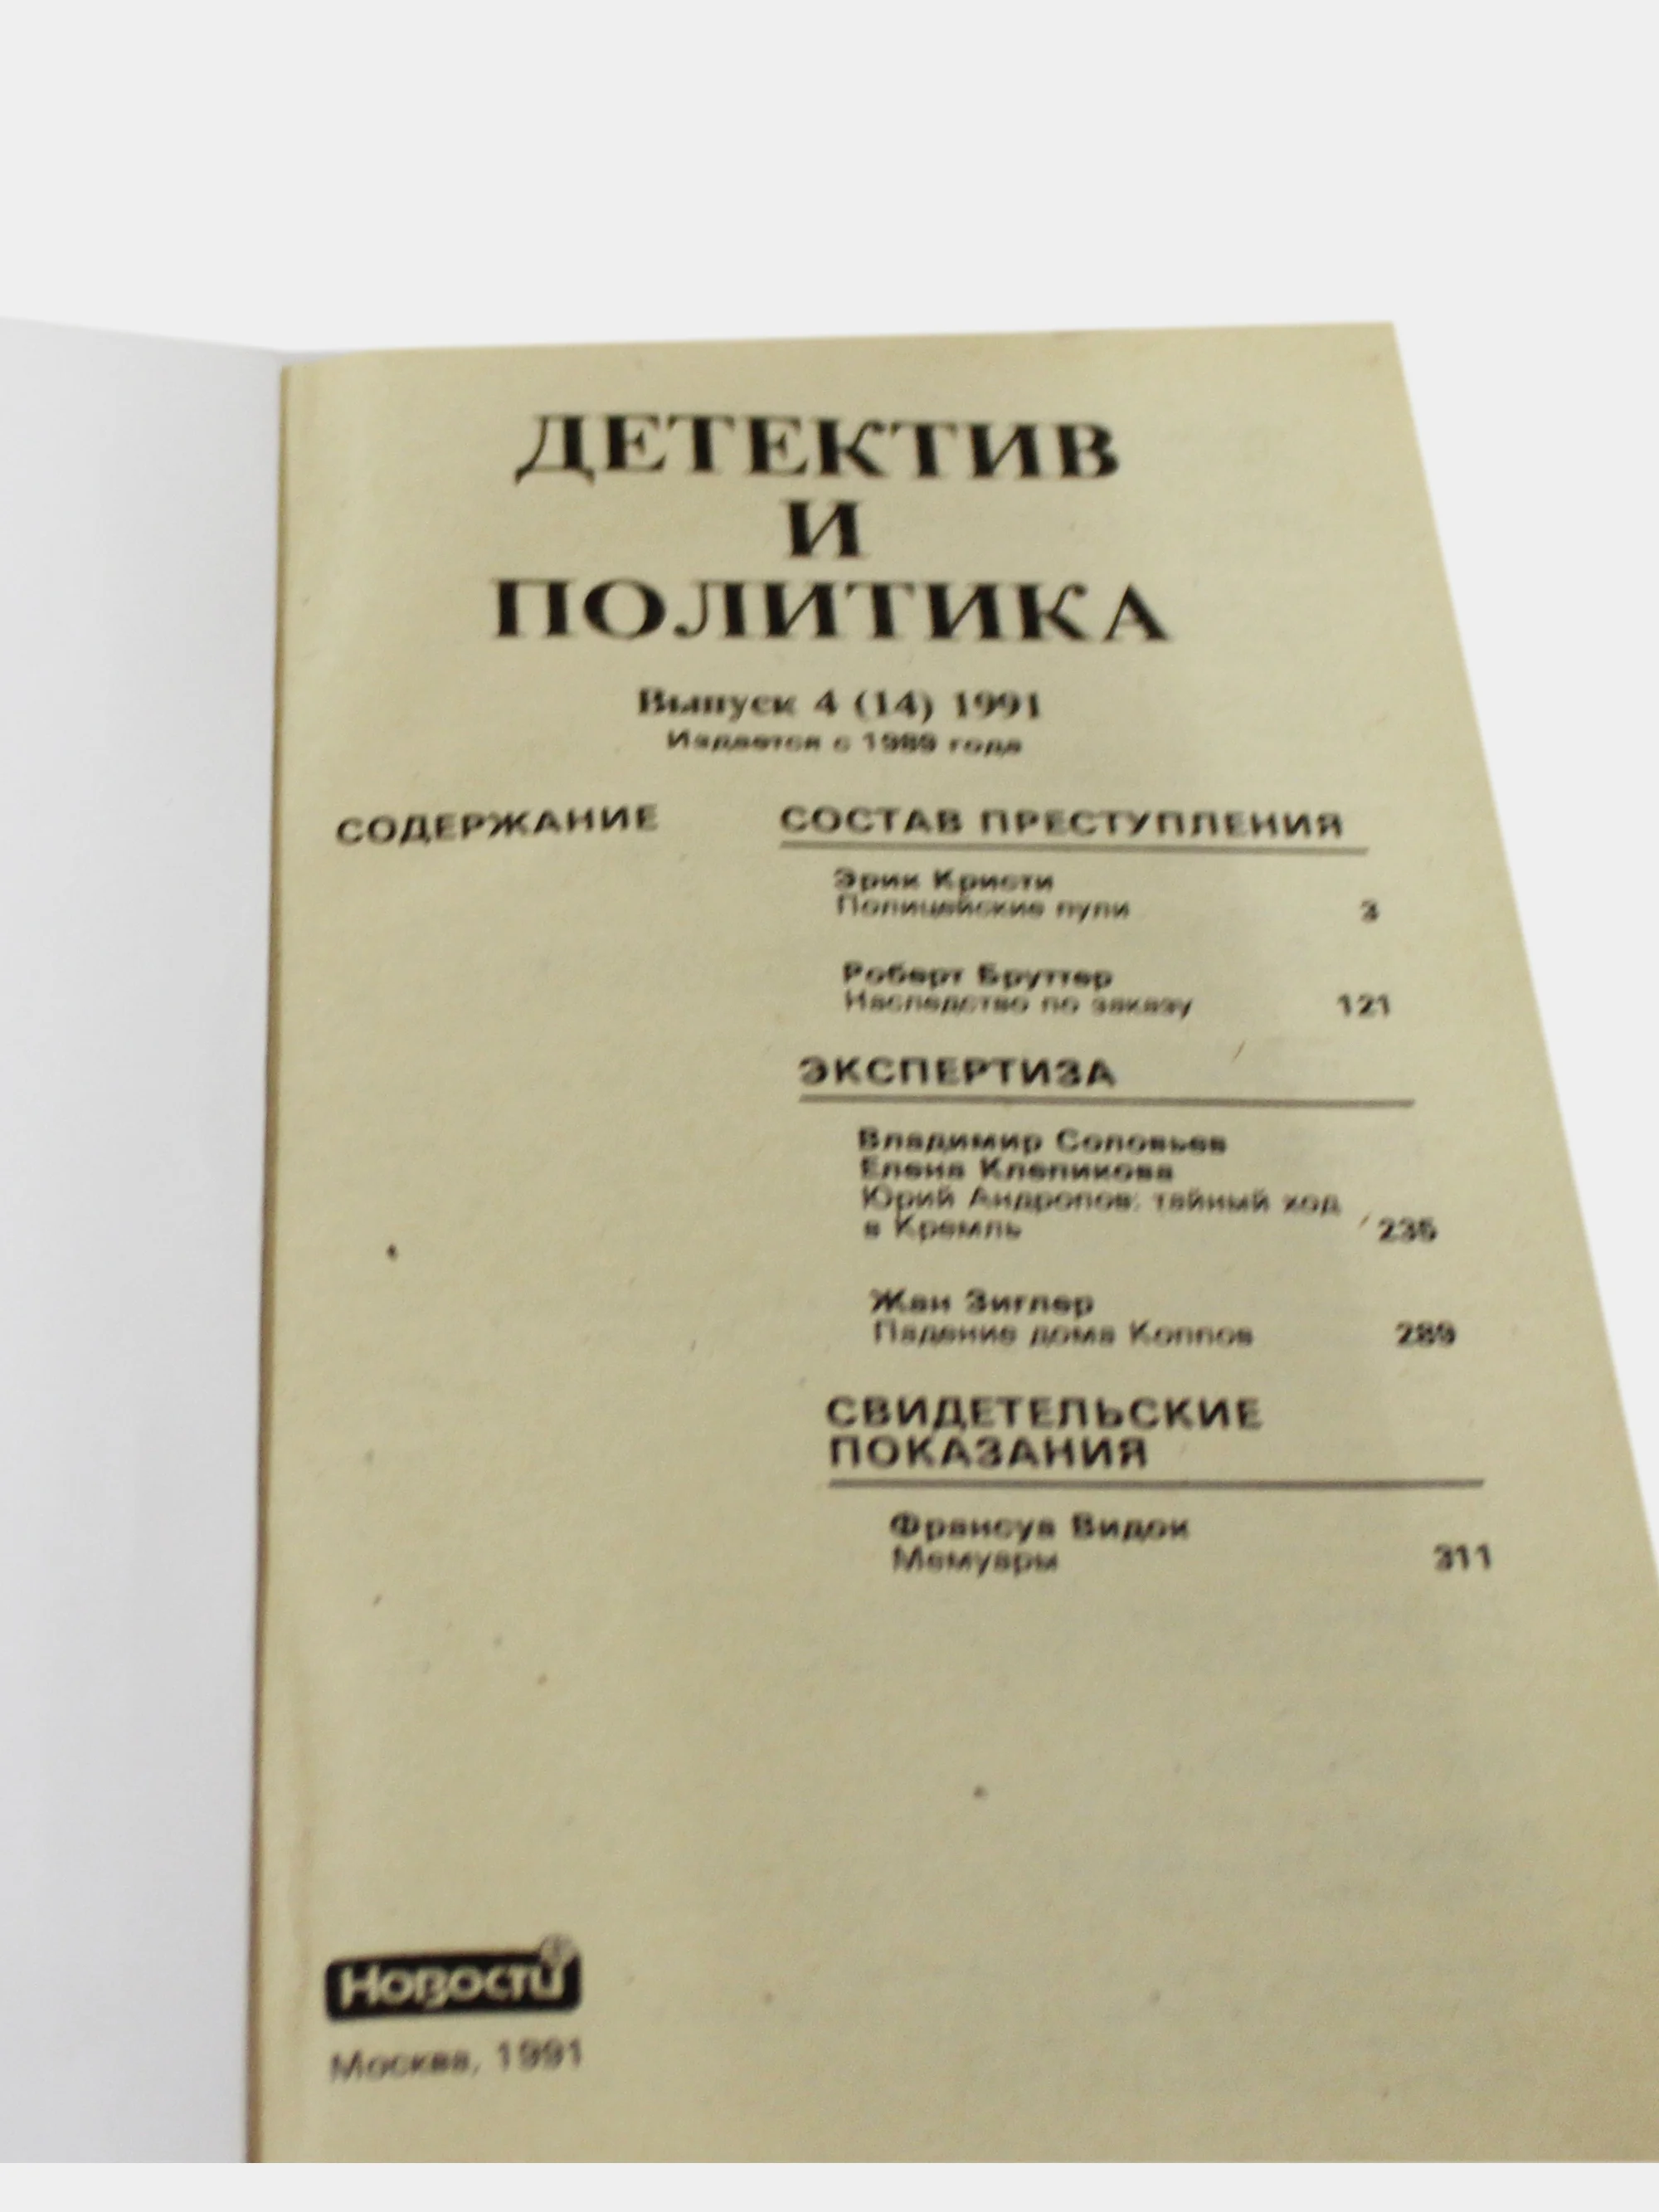 ДЕТЕКТИВ
И
ПОЛИТИКА
Выпуск 4 (14) 1991
Издается с 1989 года
СОДЕРЖАНИЕ
СОСТАВ ПРЕСТУПЛЕНИЯ
Эрик Кристи
Полицейские пули 3
Роберт Бруттер
Наследство по заказу 121
ЭКСПЕРТИЗА
Владимир Соловьев
Елена Клепикова
Юрий Андропов: тайный ход
в Кремль 235
Жан Зиглер
Падение дома Коппов 289
СВИДЕТЕЛЬСКИЕ
ПОКАЗАНИЯ
Франсуа Видок
Мемуары 311
Новости
Москва, 1991